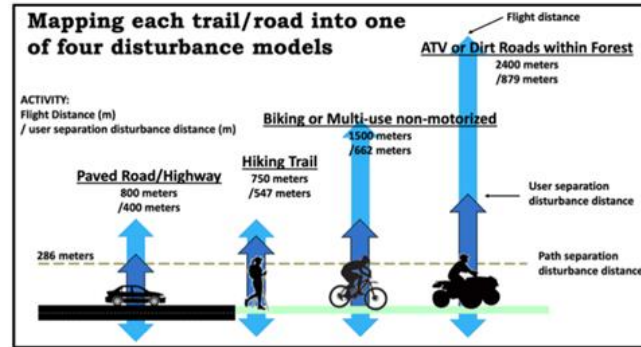 Mapping each trail/road into one
of four disturbance models
Flight distance
ATV or Dirt Roads within Forest
2400 meters
/879 meters
ACTIVITY:
Flight Distance (m)
/ user separation disturbance distance (m)
Biking or Multi-use non-motorized
1500 meters
/662 meters
Hiking Trail
750 meters
/547 meters
Paved Road/Highway
800 meters
/400 meters
User separation
disturbance distance
286 meters
Path separation
disturbance distance